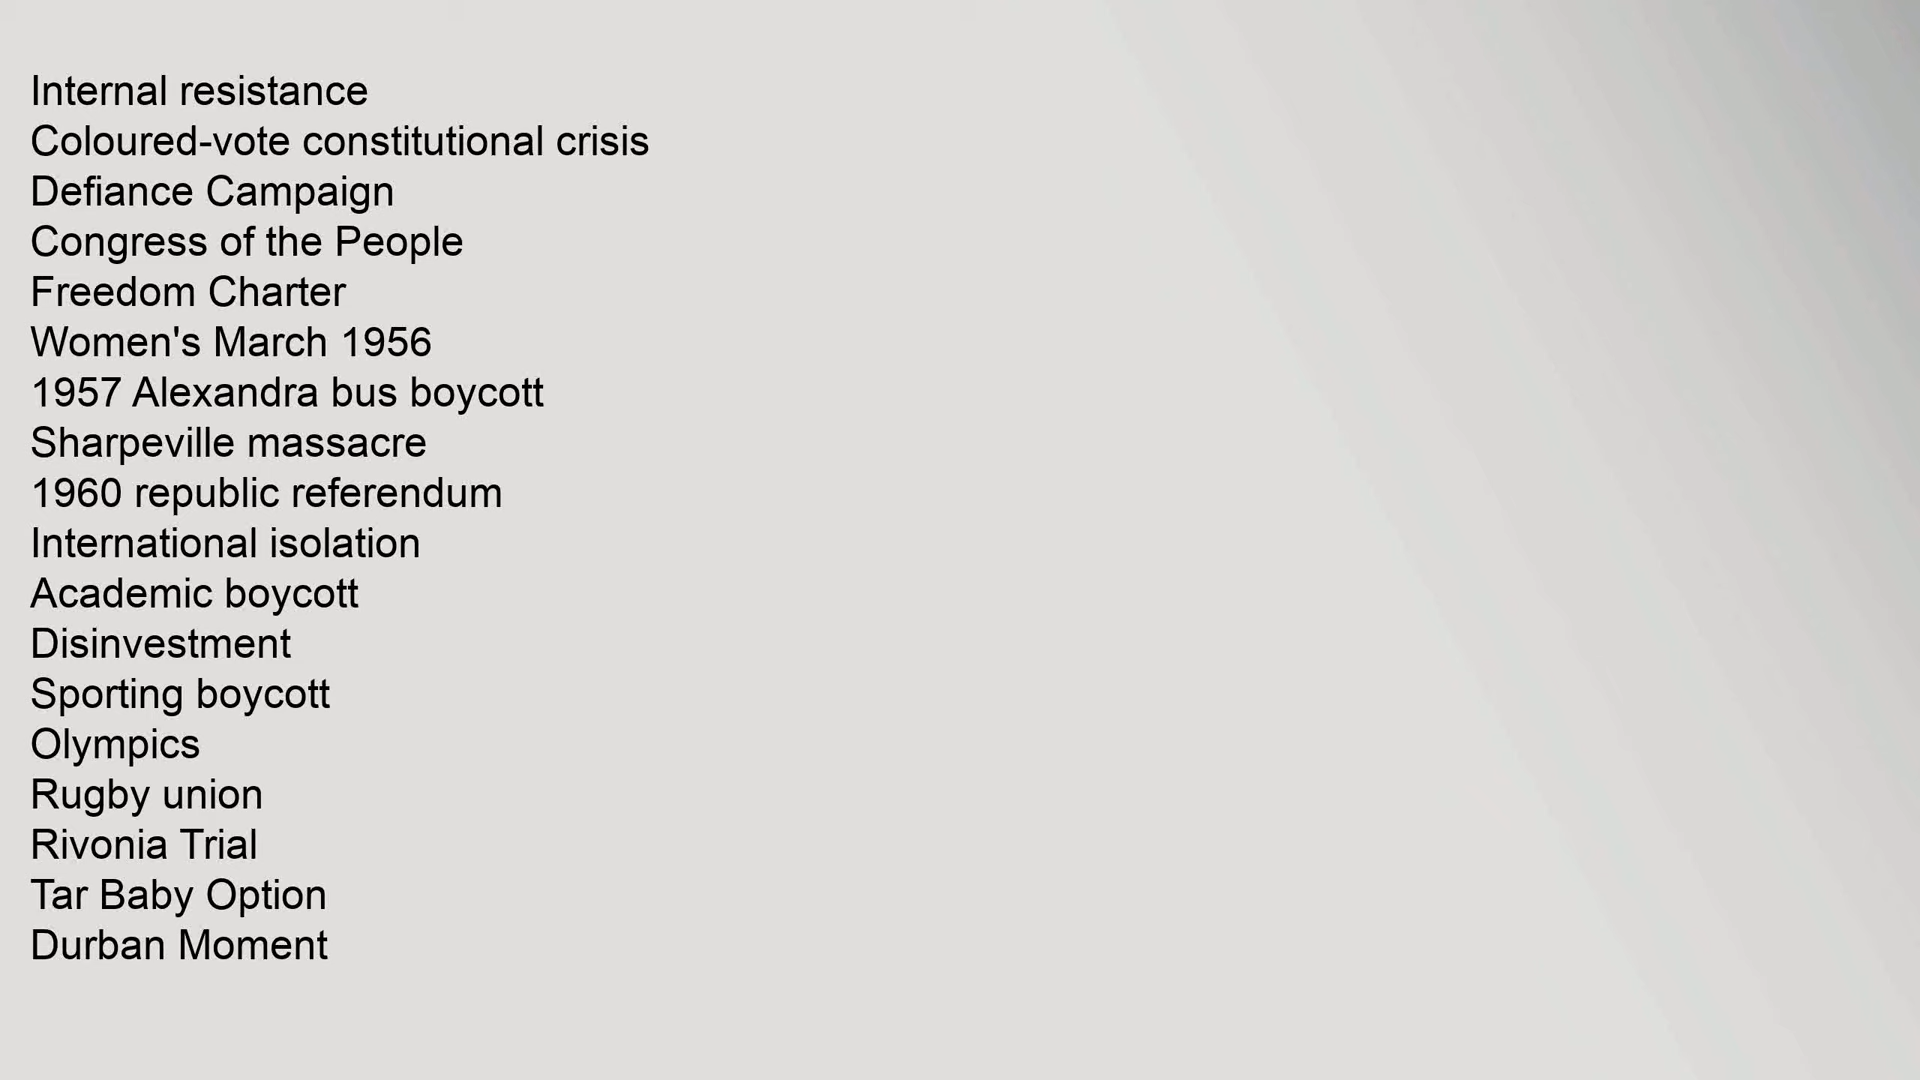 Internal resistance
Coloured-vote constitutional crisis
Defiance Campaign
Congress of the People
Freedom Charter
Women's March 1956
1957 Alexandra bus boycott
Sharpeville massacre
1960 republic referendum
International isolation
Academic boycott
Disinvestment
Sporting boycott
Olympics
Rugby union
Rivonia Trial
Tar Baby Option
Durban Moment